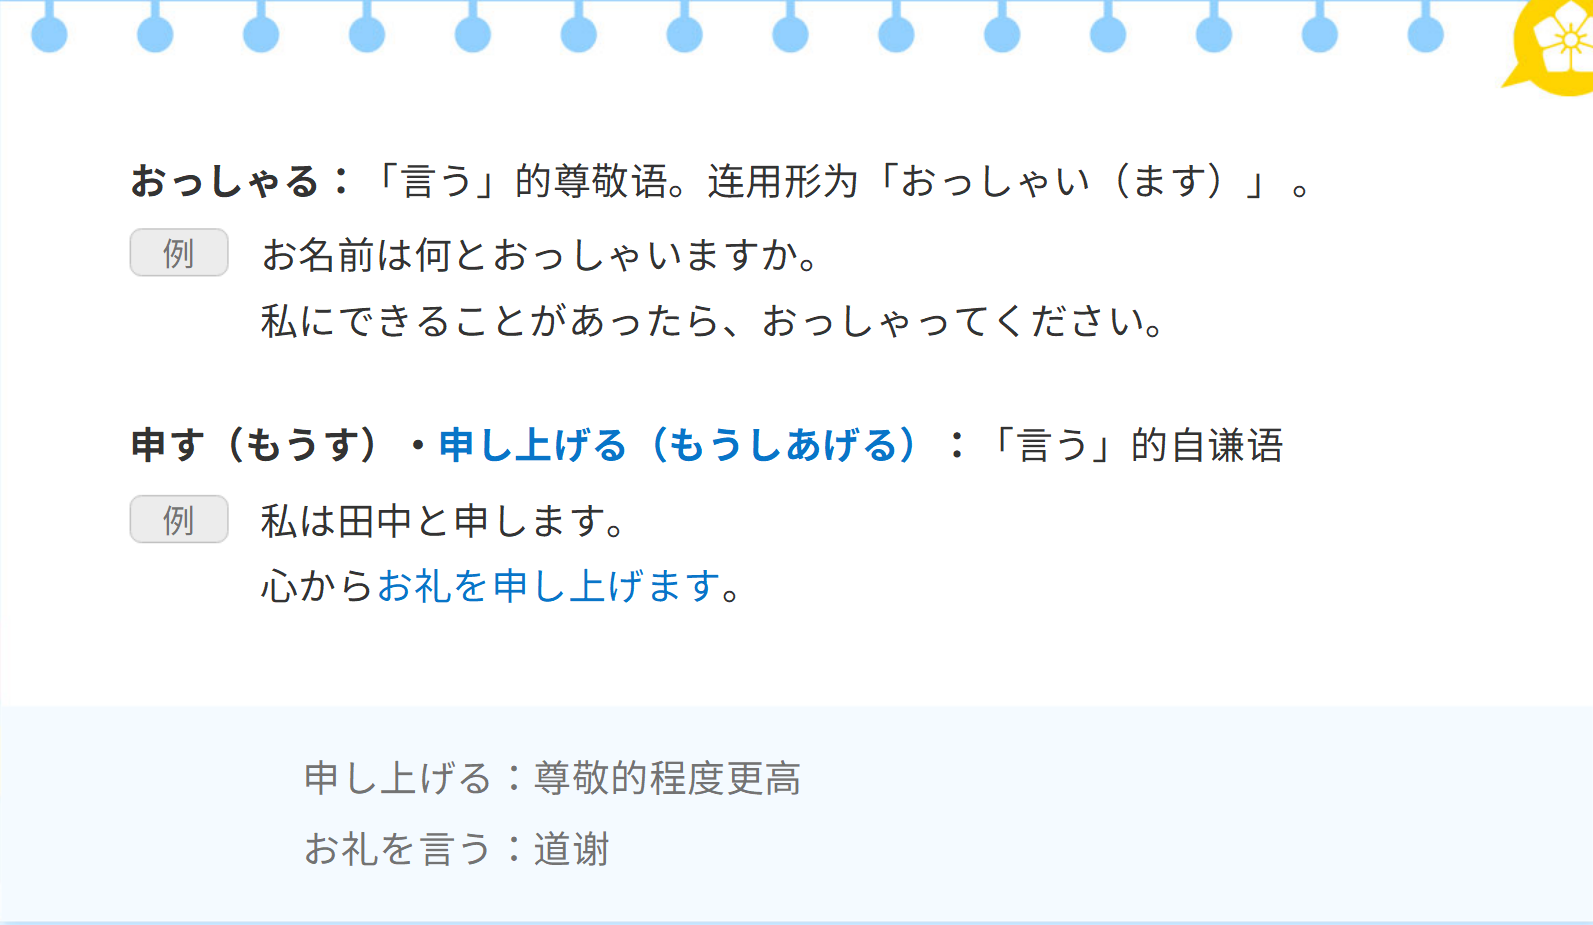 おっしゃる：「言う」的尊敬语。连用形为「おっしゃい（ます）」 。
例 お名前は何とおっしゃいますか。
私にできることがあったら、おっしゃってください。
申す（もうす）・申し上げる（もうしあげる）：「言う」的自谦语
例 私は田中と申します。
心からお礼を申し上げます。
申し上げる：尊敬的程度更高
お礼を言う：道谢